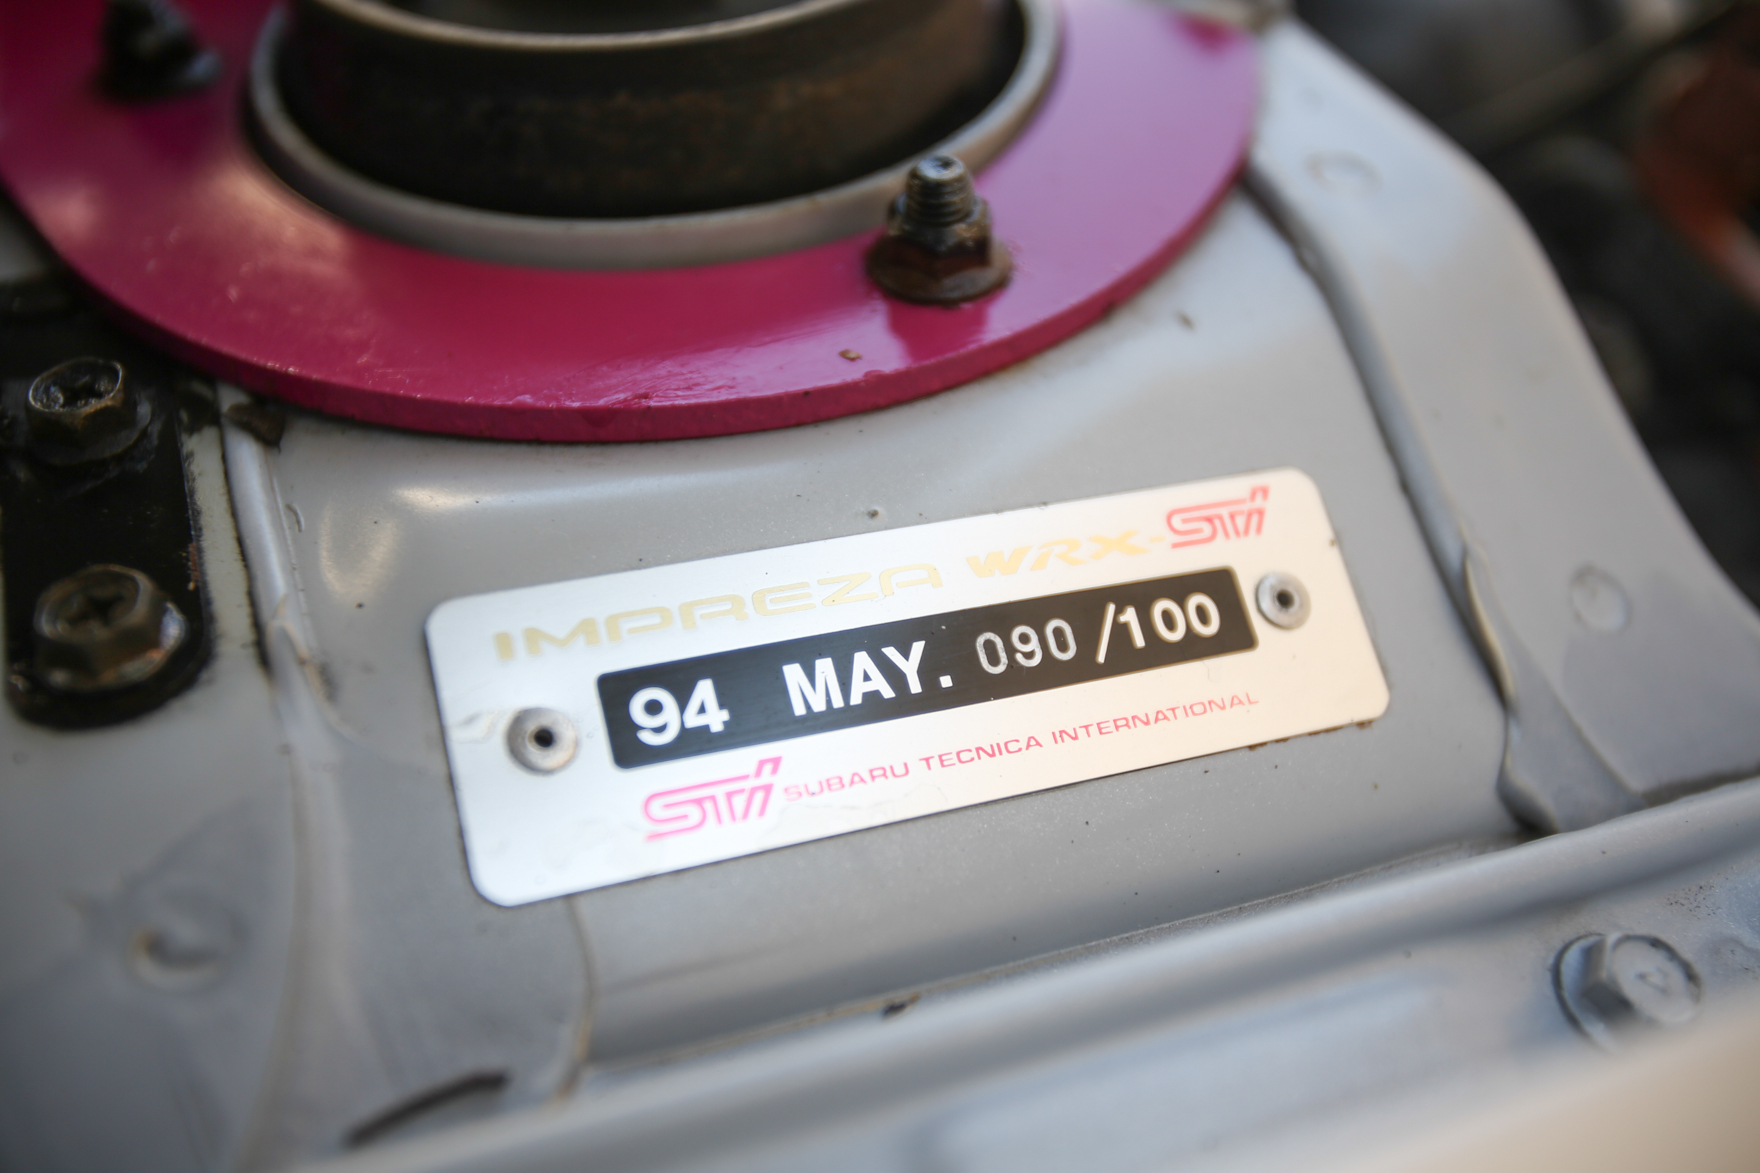 IMPREZA WRX-STi
94 MAY. 090/100
STi SUBARU TECNICA INTERNATIONAL